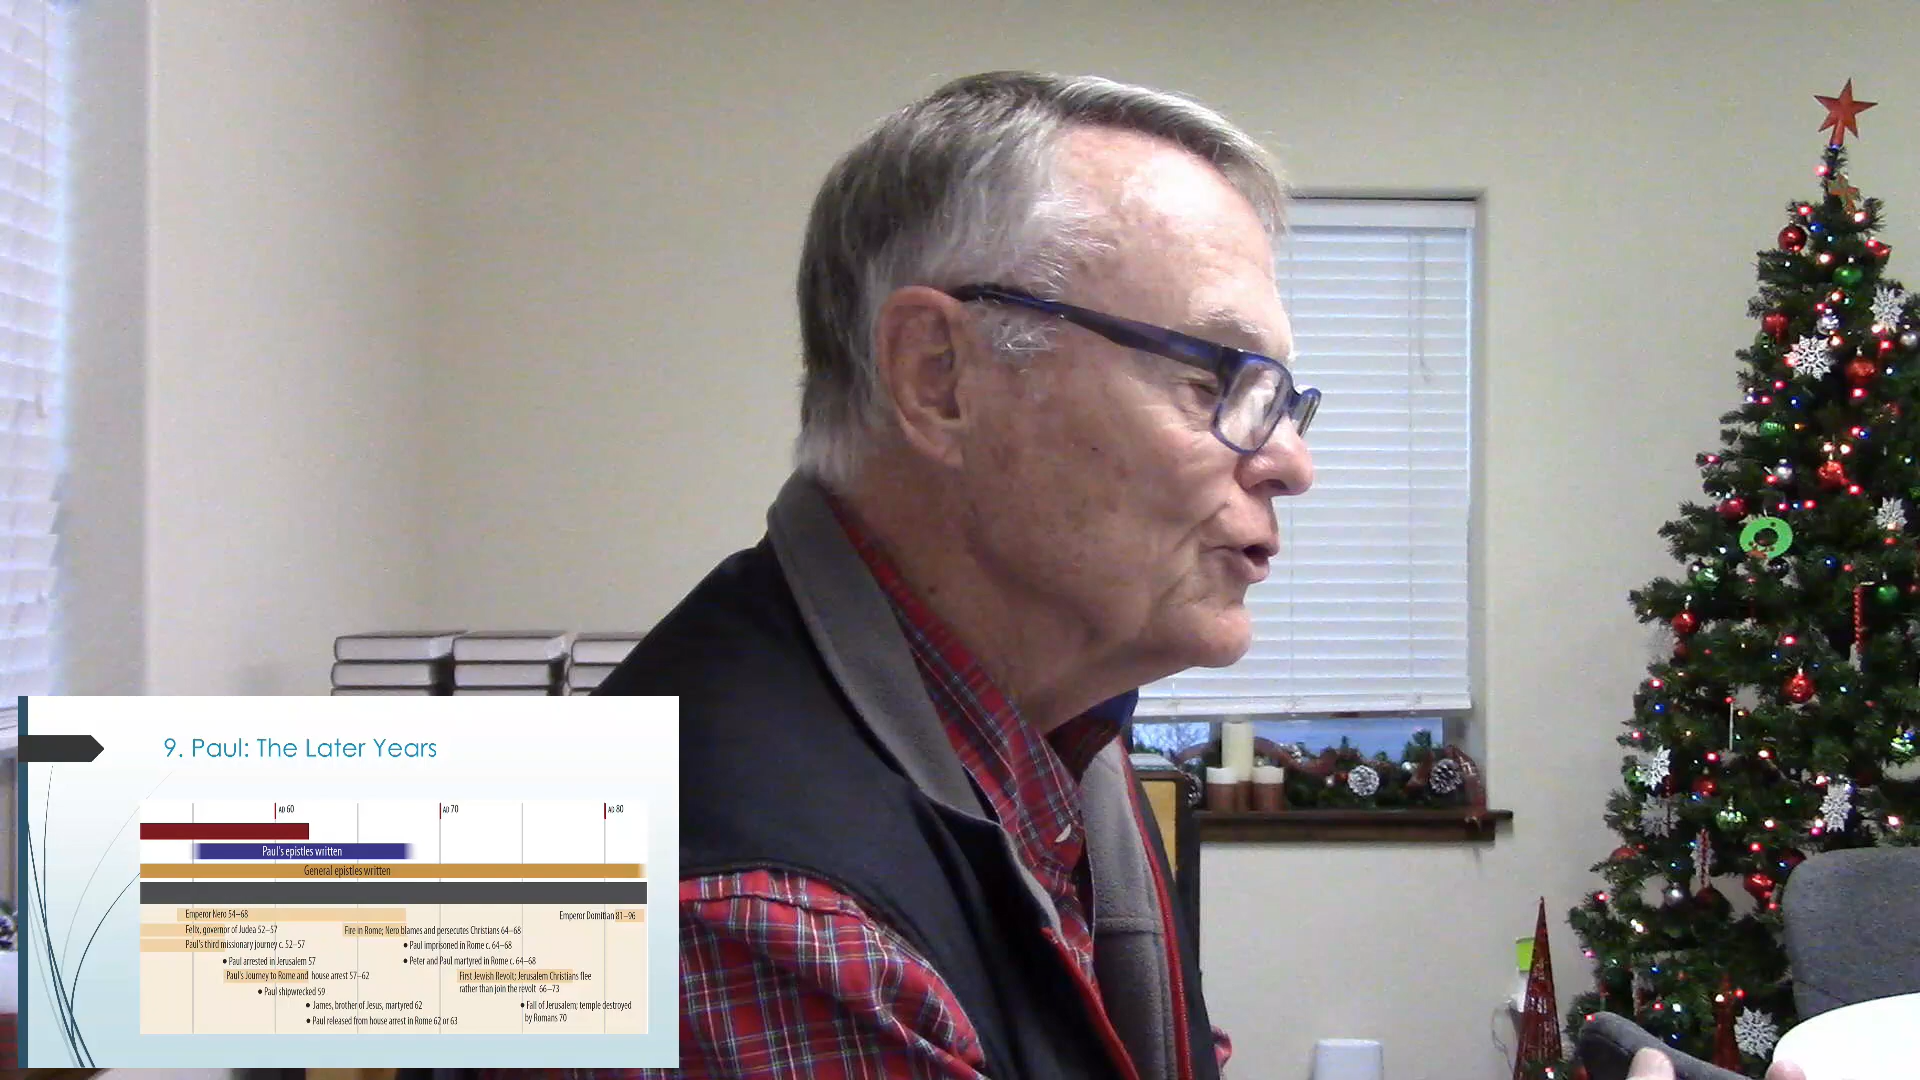 9. Paul: The Later Years
AD 60
AD 70
AD 80
Paul's epistles written
General epistles written
Emperor Nero 54–68
Emperor Domitian 81–96
Felix, governor of Judea 52–57
Fire in Rome; Nero blames and persecutes Christians 64–68
Paul's third missionary journey c. 52–57
• Paul imprisoned in Rome c. 64–68
• Paul arrested in Jerusalem 57
• Peter and Paul martyred in Rome c. 64–68
Paul's Journey to Rome and house arrest 57–62
First Jewish Revolt; Jerusalem Christians flee
rather than join the revolt 66–73
• Paul shipwrecked 59
• James, brother of Jesus, martyred 62
• Fall of Jerusalem; temple destroyed
by Romans 70
• Paul released from house arrest in Rome 62 or 63